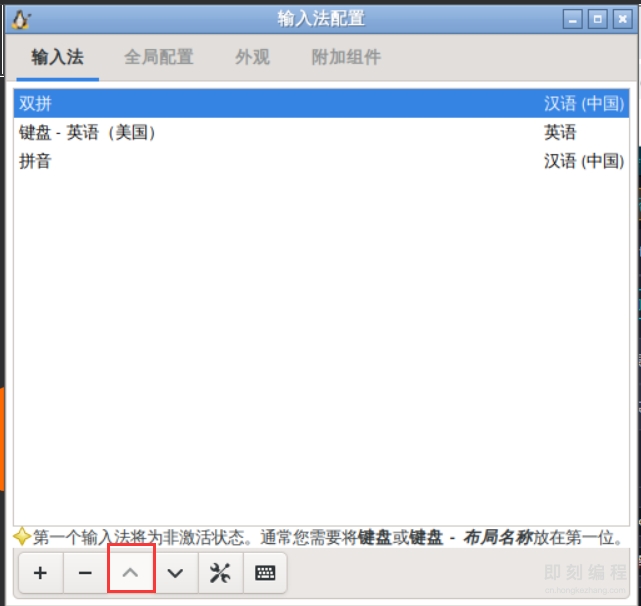 输入法配置
输入法 全局配置 外观 附加组件
双拼 汉语 (中国)
键盘 - 英语（美国） 英语
拼音 汉语 (中国)
第一个输入法将为非激活状态。通常您需要将键盘或键盘 - 布局名称放在第一位。
即刻编程